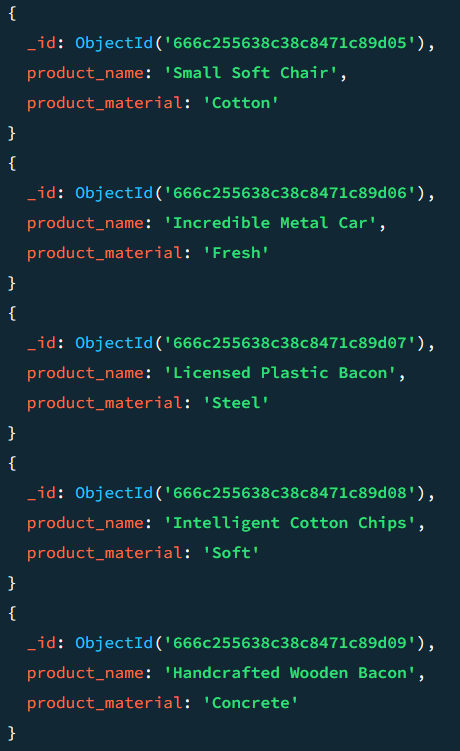 {
_id: ObjectId('666c255638c38c8471c89d05'),
product_name: 'Small Soft Chair',
product_material: 'Cotton'
}
{
_id: ObjectId('666c255638c38c8471c89d06'),
product_name: 'Incredible Metal Car',
product_material: 'Fresh'
}
{
_id: ObjectId('666c255638c38c8471c89d07'),
product_name: 'Licensed Plastic Bacon',
product_material: 'Steel'
}
{
_id: ObjectId('666c255638c38c8471c89d08'),
product_name: 'Intelligent Cotton Chips',
product_material: 'Soft'
}
{
_id: ObjectId('666c255638c38c8471c89d09'),
product_name: 'Handcrafted Wooden Bacon',
product_material: 'Concrete'
}